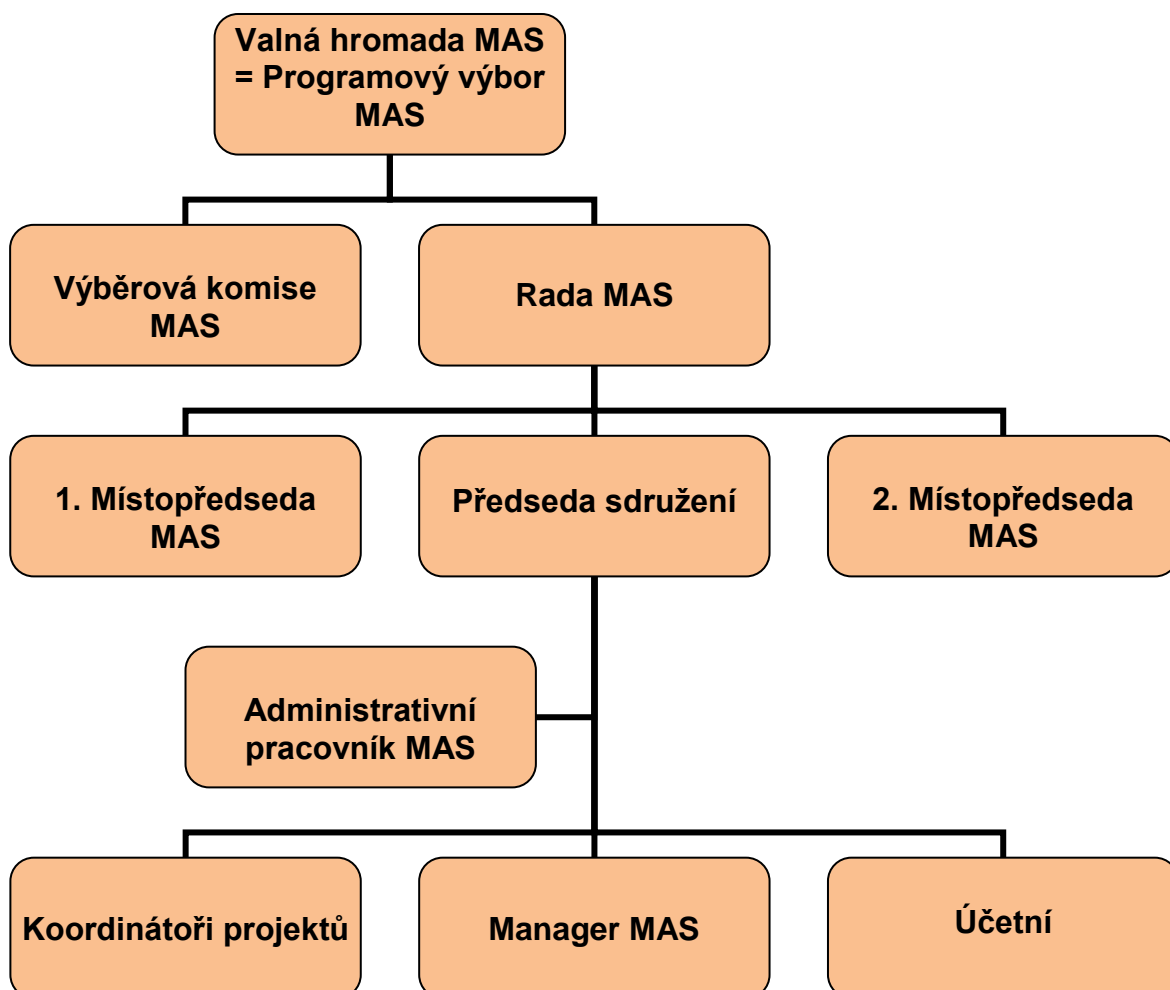 Valná hromada MAS
= Programový výbor
MAS
Výběrová komise
MAS
Rada MAS
1. Místopředseda
MAS
Předseda sdružení
2. Místopředseda
MAS
Administrativní
pracovník MAS
Koordinátoři projektů
Manager MAS
Účetní